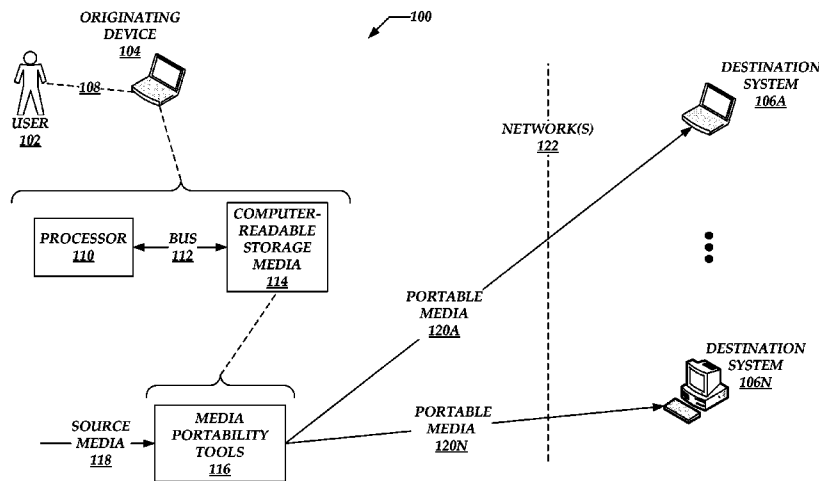 100
ORIGINATING
DEVICE
104
108
USER
102
DESTINATION
SYSTEM
106A
NETWORK(S)
122
PROCESSOR
110
BUS
112
COMPUTER-
READABLE
STORAGE
MEDIA
114
PORTABLE
MEDIA
120A
DESTINATION
SYSTEM
106N
SOURCE
MEDIA
118
MEDIA
PORTABILITY
TOOLS
116
PORTABLE
MEDIA
120N